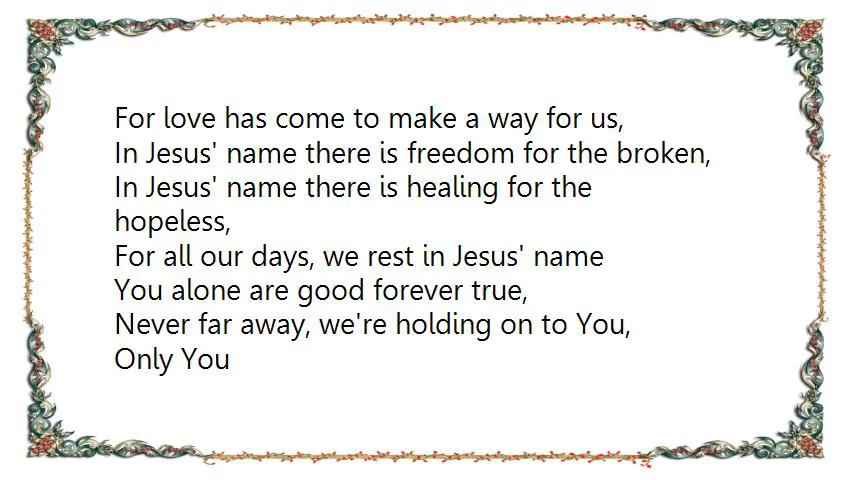 For love has come to make a way for us,
In Jesus' name there is freedom for the broken,
In Jesus' name there is healing for the
hopeless,
For all our days, we rest in Jesus' name
You alone are good forever true,
Never far away, we're holding on to You,
Only You